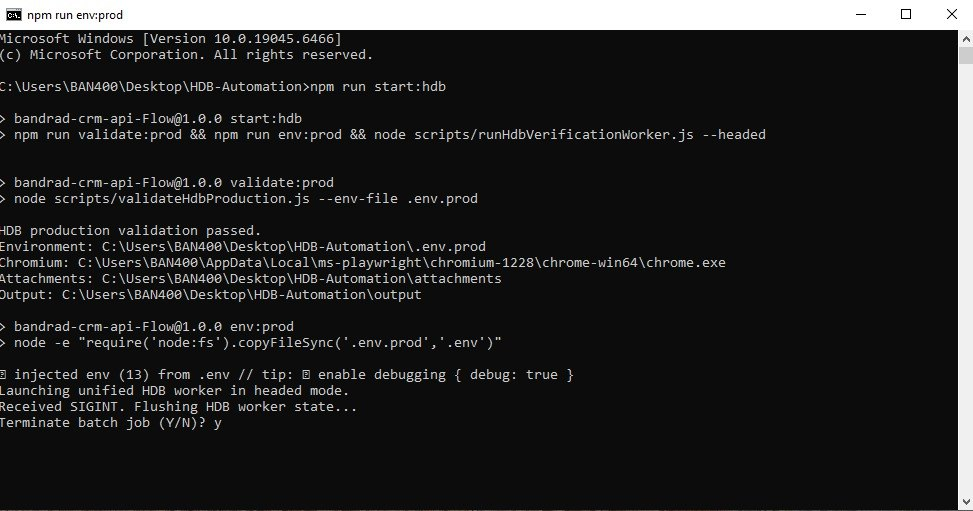 npm run env:prod
Microsoft Windows [Version 10.0.19045.6466]
(c) Microsoft Corporation. All rights reserved.
C:\Users\BAN400\Desktop\HDB-Automation>npm run start:hdb
> bandrad-crm-api-Flow@1.0.0 start:hdb
> npm run validate:prod && npm run env:prod && node scripts/runHdbVerificationWorker.js --headed
> bandrad-crm-api-Flow@1.0.0 validate:prod
> node scripts/validateHdbProduction.js --env-file .env.prod
HDB production validation passed.
Environment: C:\Users\BAN400\Desktop\HDB-Automation\.env.prod
Chromium: C:\Users\BAN400\AppData\Local\ms-playwright\chromium-1228\chrome-win64\chrome.exe
Attachments: C:\Users\BAN400\Desktop\HDB-Automation\attachments
Output: C:\Users\BAN400\Desktop\HDB-Automation\output
> bandrad-crm-api-Flow@1.0.0 env:prod
> node -e "require('node:fs').copyFileSync('.env.prod','.env')"
injected env (13) from .env // tip: enable debugging { debug: true }
Launching unified HDB worker in headed mode.
Received SIGINT. Flushing HDB worker state...
Terminate batch job (Y/N)? y